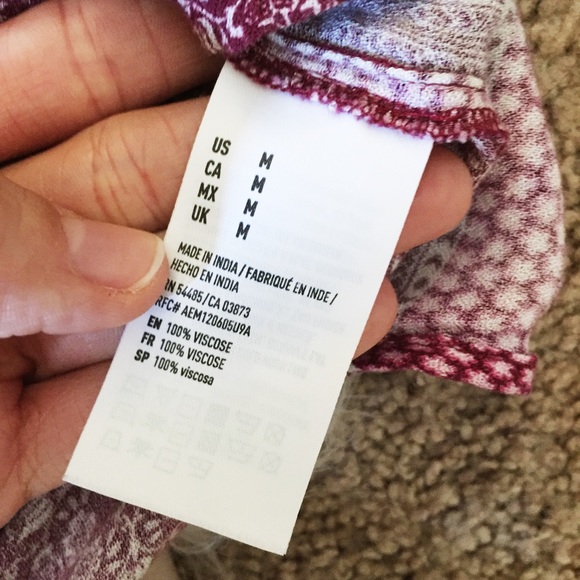 US M
CA M
MX M
UK M
MADE IN INDIA / FABRIQUÉ EN INDE /
HECHO EN INDIA
RN 54485/CA 03873
RFC# AEM120605U9A
EN 100% VISCOSE
FR 100% VISCOSE
SP 100% viscosa